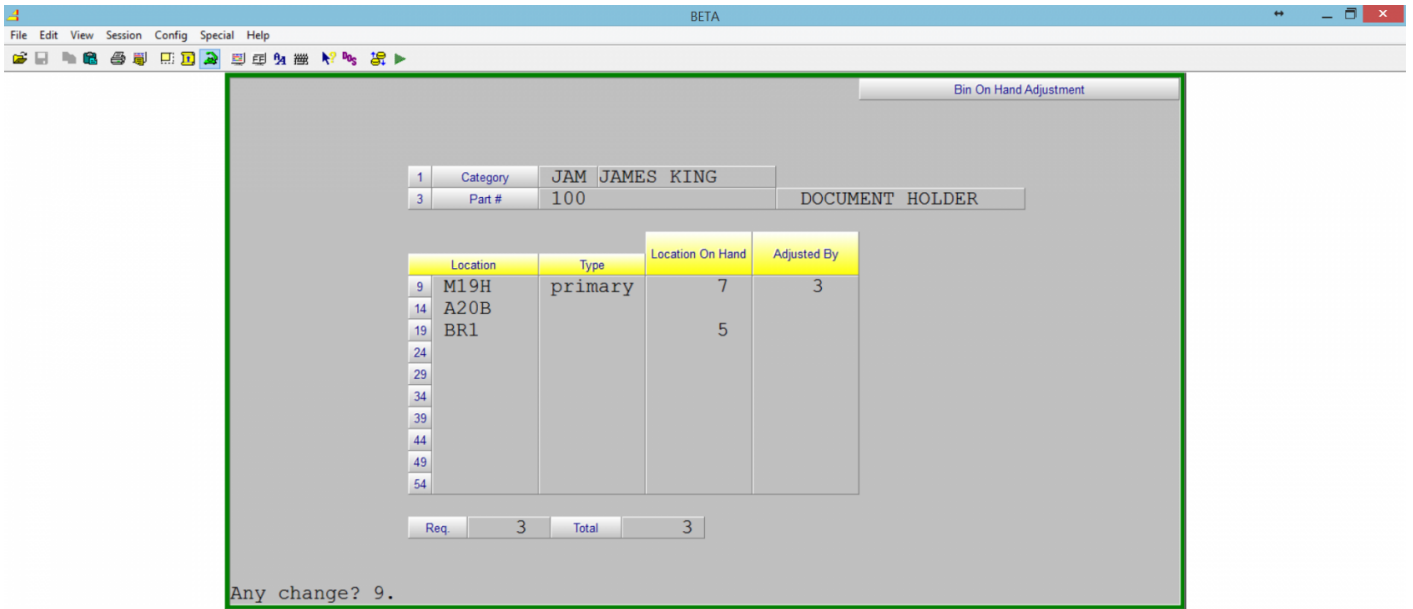 BETA
File Edit View Session Config Special Help
Bin On Hand Adjustment
1 Category JAM JAMES KING
3 Part # 100 DOCUMENT HOLDER
Location Type Location On Hand Adjusted By
9 M19H primary 7 3
14 A20B
19 BR1 5
24
29
34
39
44
49
54
Req. 3 Total 3
Any change? 9.